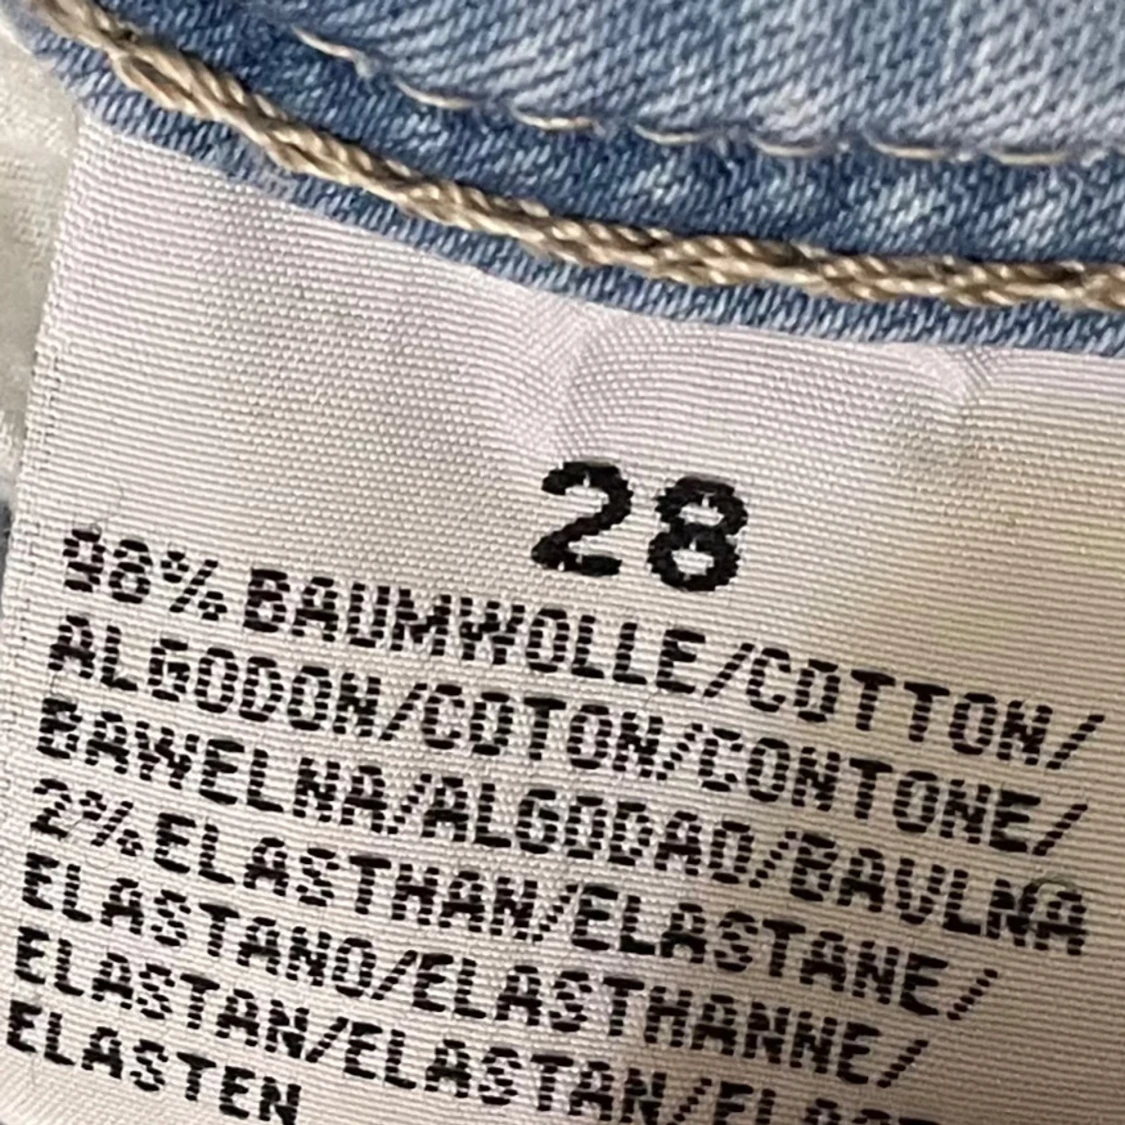 28
98% BAUMWOLLE/COTTON/
ALGODON/COTON/CONTONE/
BAWELNA/ALGODAO/BAVLNA
2% ELASTHAN/ELASTANE/
ELASTANO/ELASTHANNE/
ELASTAN/ELASTAN/
ELASTEN